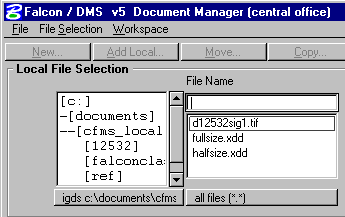 Falcon / DMS v5 Document Manager (central office)
File File Selection Workspace
New... Add Local... Move... Copy...
Local File Selection
File Name
[c:]
-[documents]
--[cfms_local
[12532]
[falconcla
[ref]
d12532sig1.tif
fullsize.xdd
halfsize.xdd
igds c:\documents\cfms
all files (*.*)